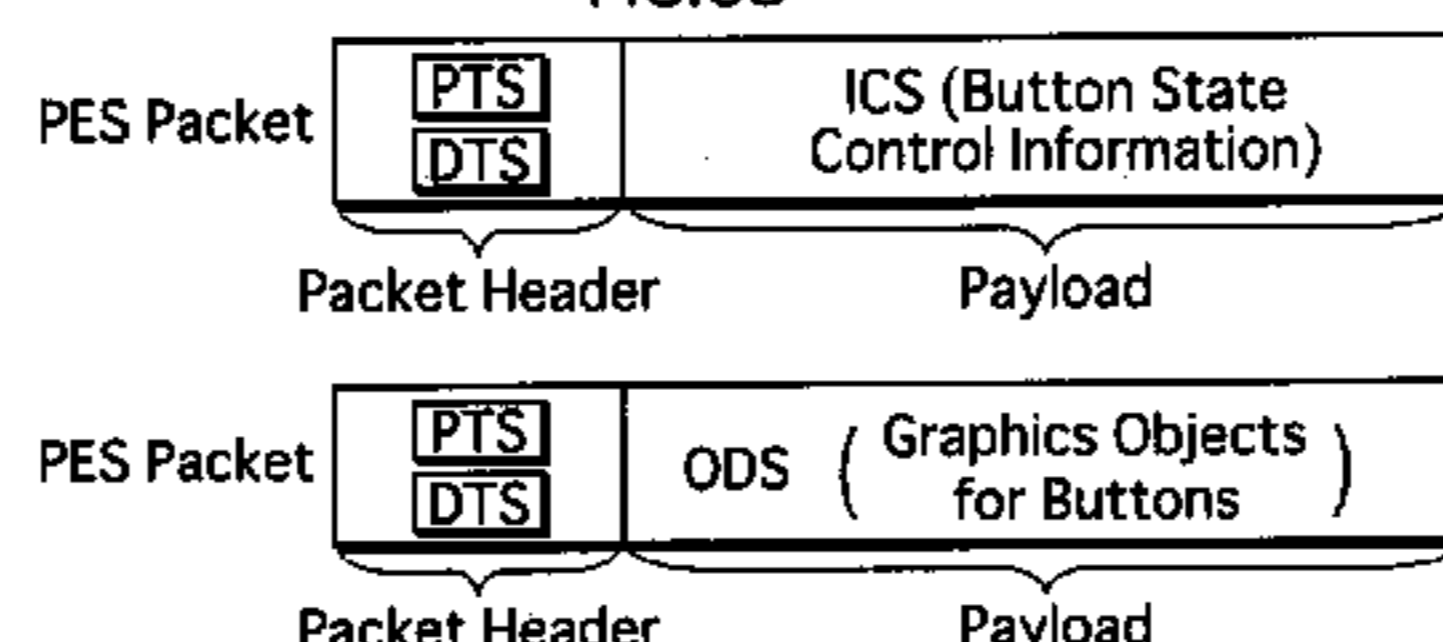 PES Packet
PTS
DTS
ICS (Button State
Control Information)
Packet Header
Payload
PES Packet
PTS
DTS
ODS
(Graphics Objects
for Buttons)
Packet Header
Payload